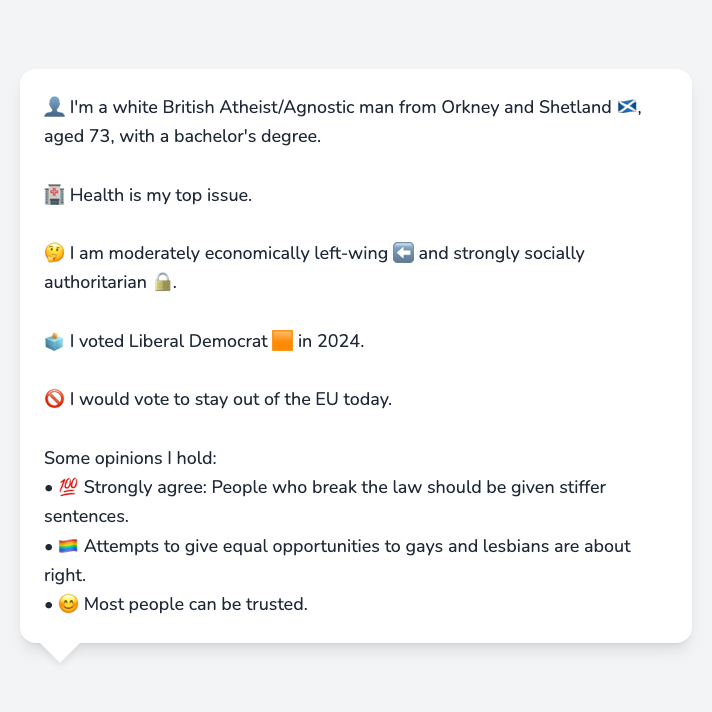 👤 I'm a white British Atheist/Agnostic man from Orkney and Shetland 🏴󠁧󠁢󠁳󠁣󠁴󠁿,
aged 73, with a bachelor's degree.
🏥 Health is my top issue.
🤔 I am moderately economically left-wing ⬅️ and strongly socially
authoritarian 🔒.
🗳️ I voted Liberal Democrat 🟧 in 2024.
🚫 I would vote to stay out of the EU today.
Some opinions I hold:
• 💯 Strongly agree: People who break the law should be given stiffer
sentences.
• 🏳️‍🌈 Attempts to give equal opportunities to gays and lesbians are about
right.
• 😊 Most people can be trusted.